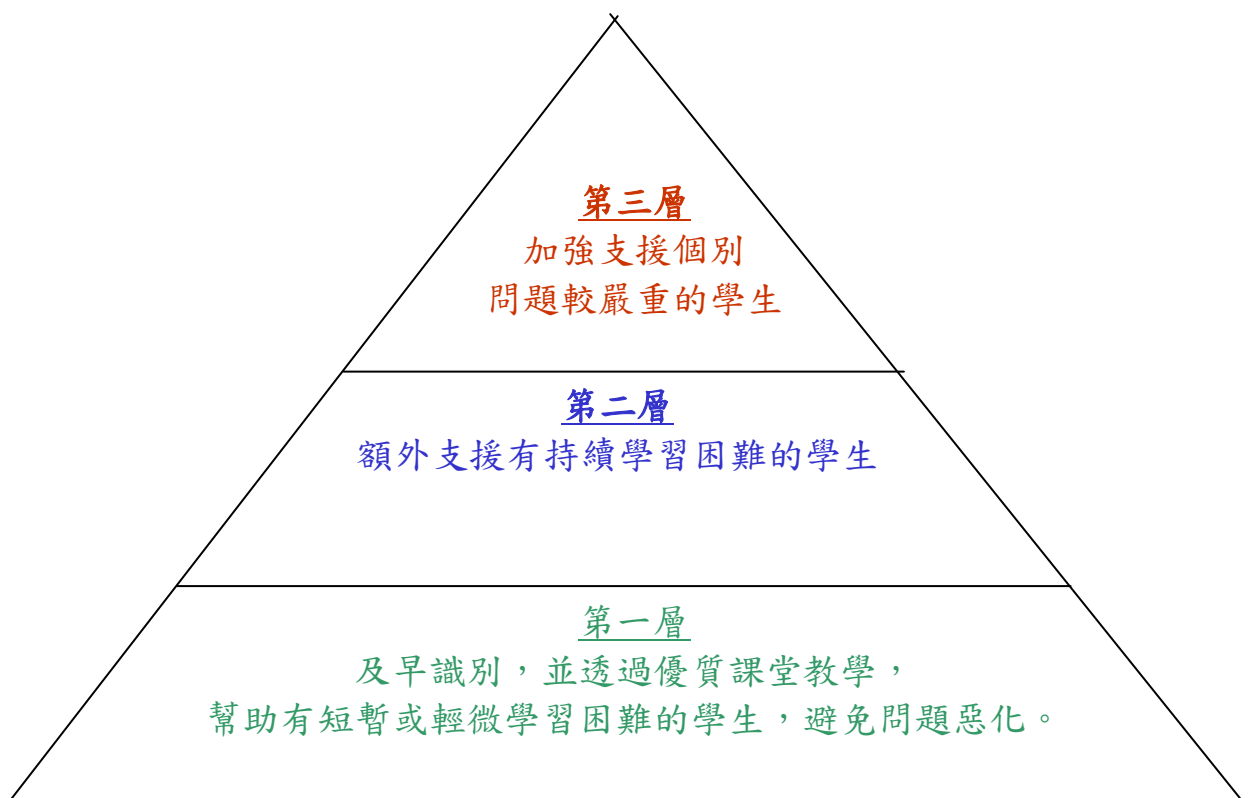 第三層
加強支援個別
問題較嚴重的學生
第二層
額外支援有持續學習困難的學生
第一層
及早識別，並透過優質課堂教學，
幫助有短暫或輕微學習困難的學生，避免問題惡化。